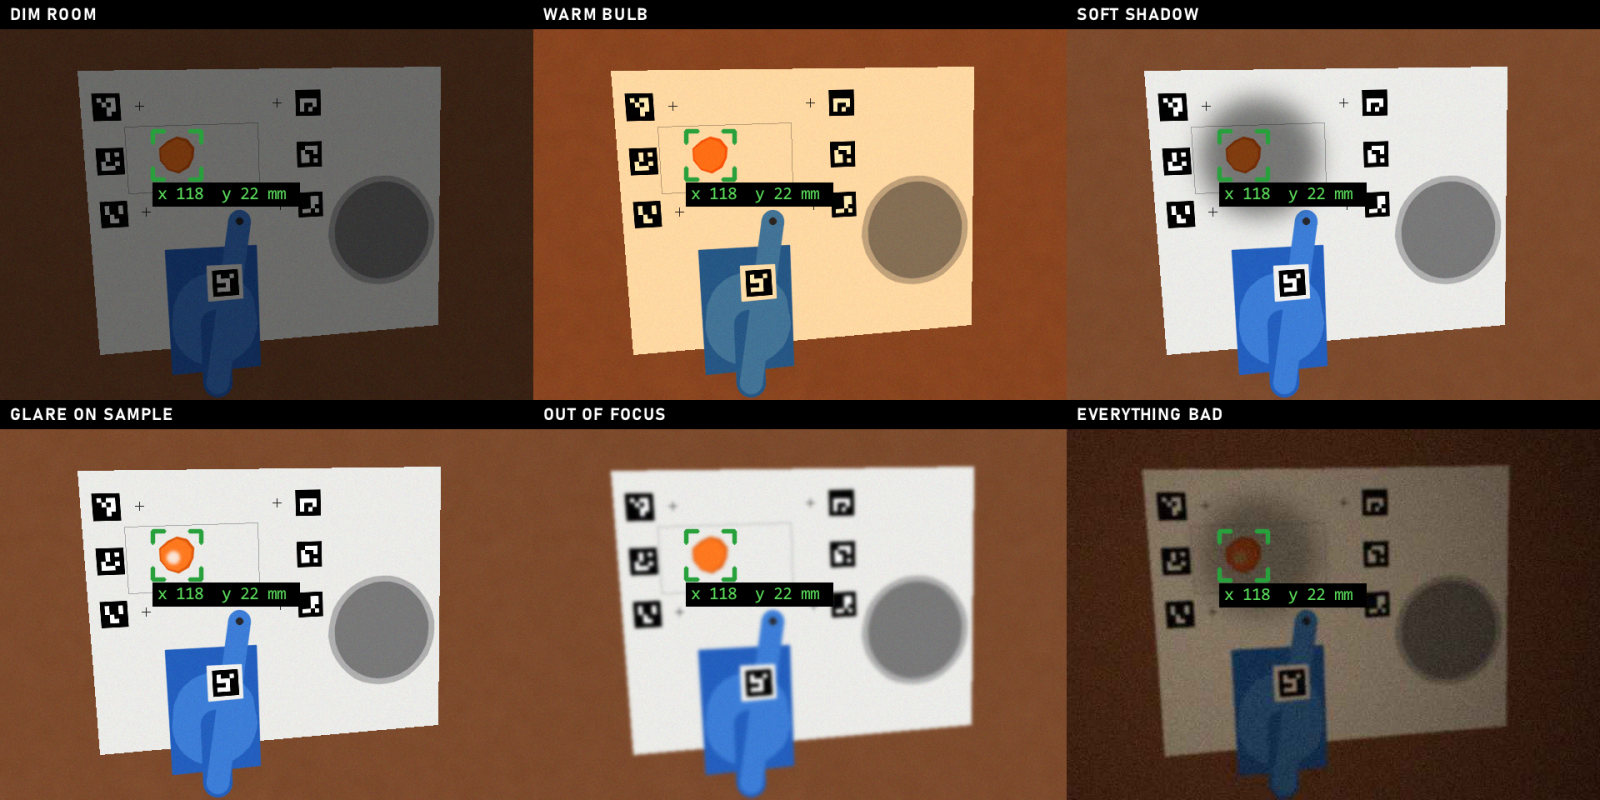 DIM ROOM
WARM BULB
SOFT SHADOW
x 118 y 22 mm
x 118 y 22 mm
x 118 y 22 mm
GLARE ON SAMPLE
OUT OF FOCUS
EVERYTHING BAD
x 118 y 22 mm
x 118 y 22 mm
x 118 y 22 mm